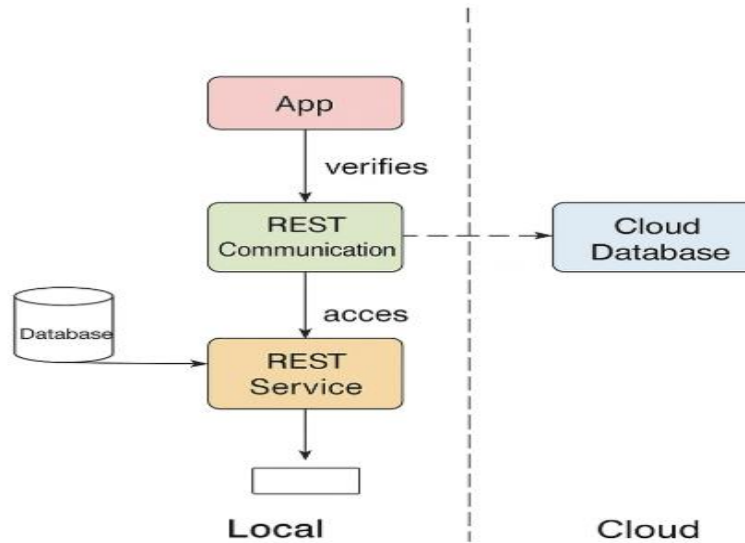 App
verifies
REST
Communication
Cloud
Database
acces
Database
REST
Service
Local
Cloud